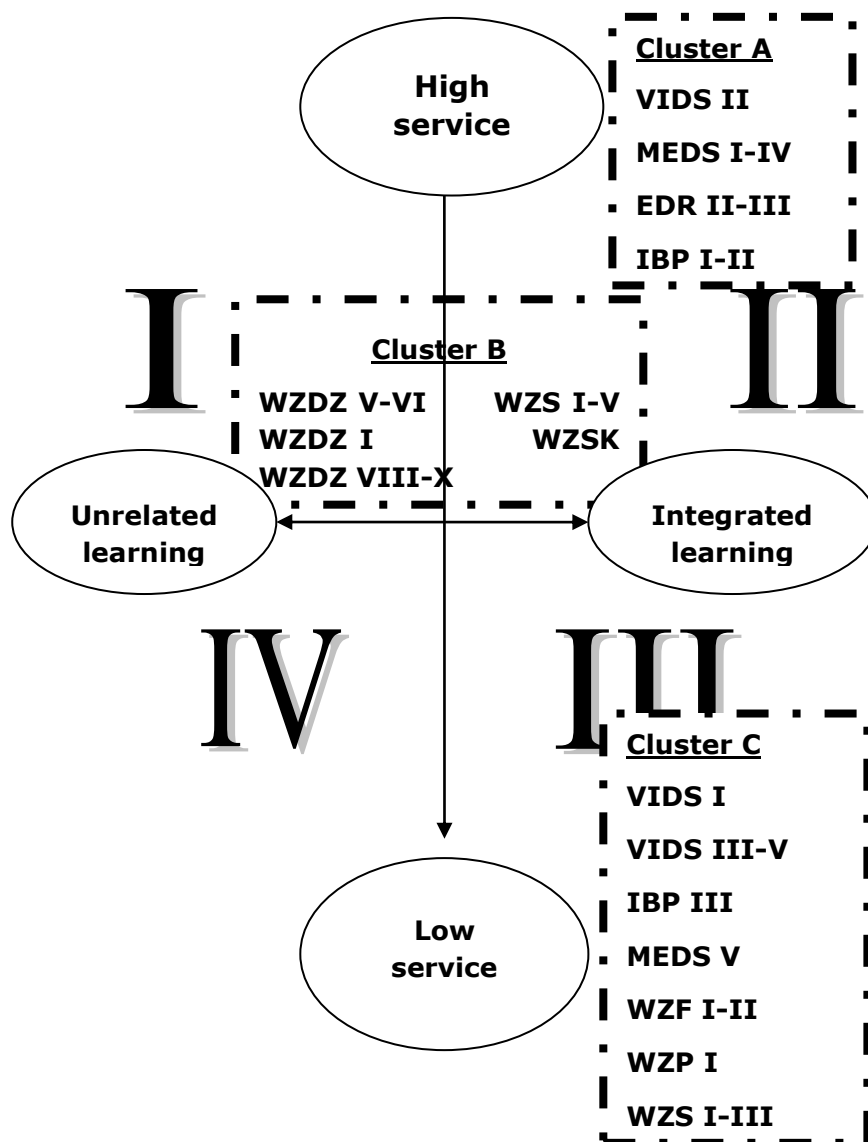 High
service
Cluster A
VIDS II
MEDS I-IV
EDR II-III
IBP I-II
I
II
Cluster B
WZDZ V-VI WZS I-V
WZDZ I WZSK
WZDZ VIII-X
Unrelated
learning
Integrated
learning
IV
III
Cluster C
VIDS I
VIDS III-V
IBP III
MEDS V
WZF I-II
WZP I
WZS I-III
Low
service